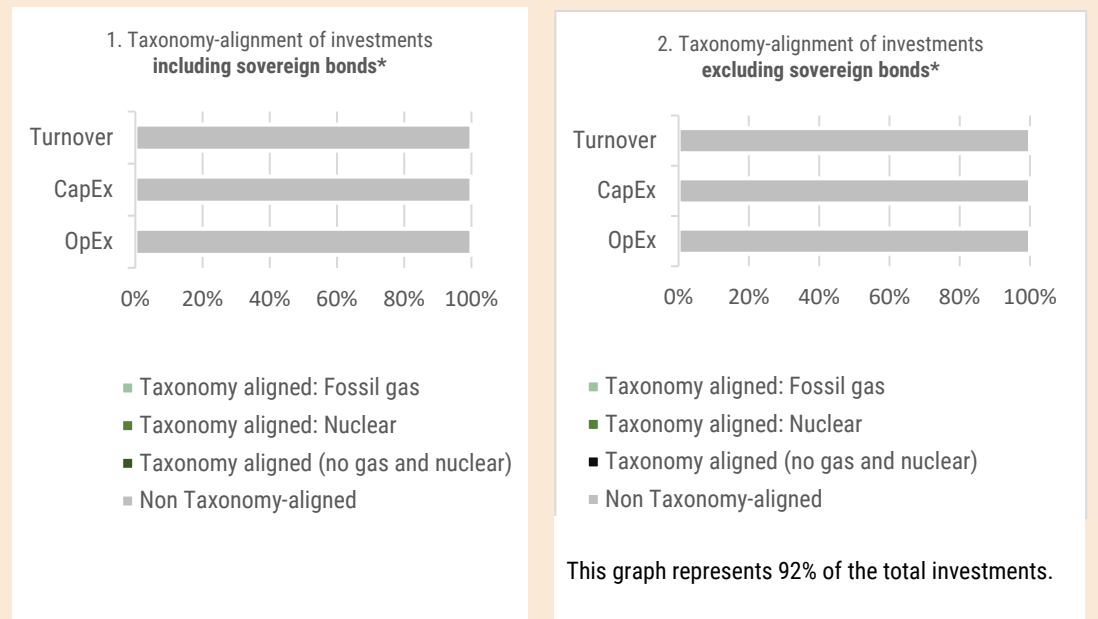 1. Taxonomy-alignment of investments
including sovereign bonds*
Turnover
CapEx
OpEx
0% 20% 40% 60% 80% 100%
Taxonomy aligned: Fossil gas
Taxonomy aligned: Nuclear
Taxonomy aligned (no gas and nuclear)
Non Taxonomy-aligned
2. Taxonomy-alignment of investments
excluding sovereign bonds*
Turnover
CapEx
OpEx
0% 20% 40% 60% 80% 100%
Taxonomy aligned: Fossil gas
Taxonomy aligned: Nuclear
Taxonomy aligned (no gas and nuclear)
Non Taxonomy-aligned
This graph represents 92% of the total investments.